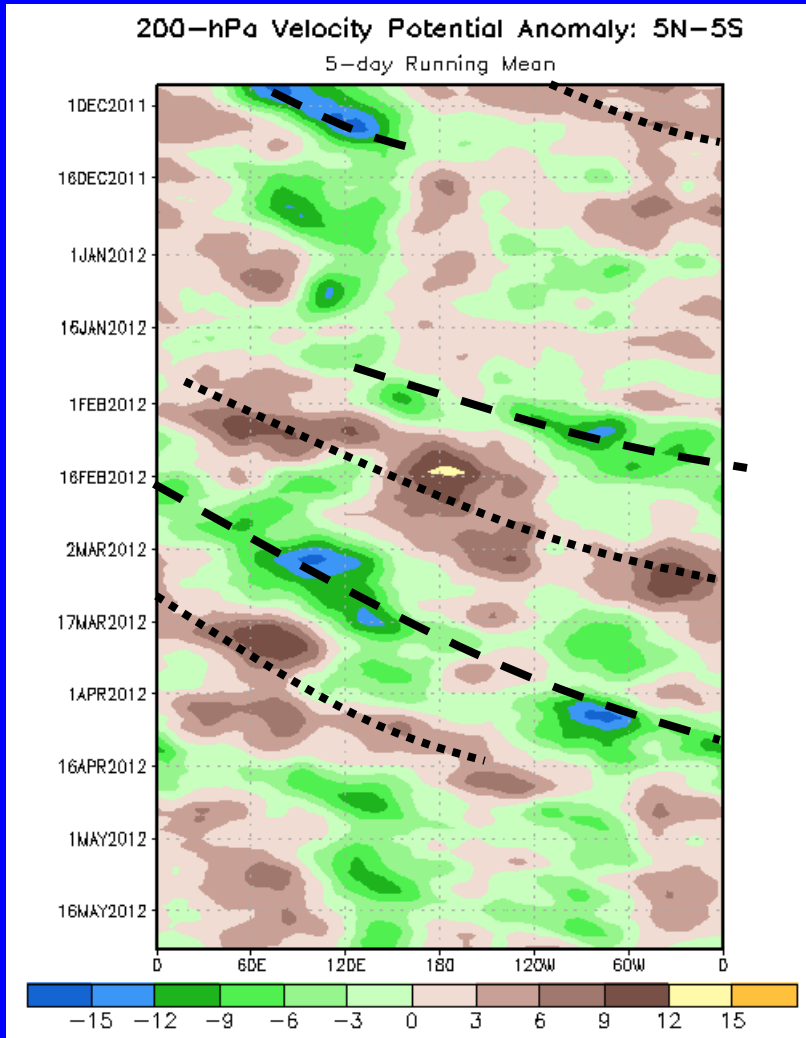 200-hPa Velocity Potential Anomaly: 5N-5S
5-day Running Mean
1DEC2011
16DEC2011
1JAN2012
16JAN2012
1FEB2012
16FEB2012
2MAR2012
17MAR2012
1APR2012
16APR2012
1MAY2012
16MAY2012
0 60E 120E 180 120W 60W 0
-15 -12 -9 -6 -3 0 3 6 9 12 15